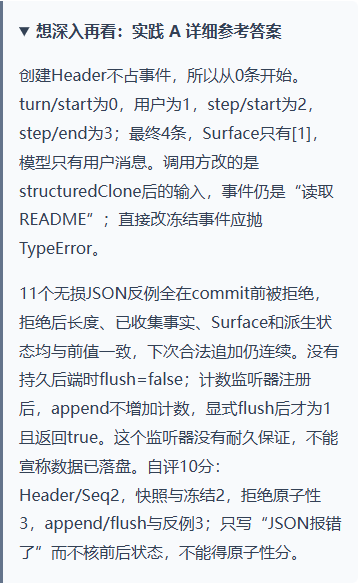 ▼ 想深入再看：实践 A 详细参考答案
创建Header不占事件，所以从0条开始。
turn/start为0，用户为1，step/start为2，
step/end为3；最终4条，Surface只有[1]，
模型只有用户消息。调用方改的是
structuredClone后的输入，事件仍是“读取
README”；直接改冻结事件应抛
TypeError。
11个无损JSON反例全在commit前被拒绝，
拒绝后长度、已收集事实、Surface和派生状
态均与前值一致，下次合法追加仍连续。没有
持久后端时flush=false；计数监听器注册
后，append不增加计数，显式flush后才为1
且返回true。这个监听器没有耐久保证，不能
宣称数据已落盘。自评10分：
Header/Seq2，快照与冻结2，拒绝原子性
3，append/flush与反例3；只写“JSON报错
了”而不核前后状态，不能得原子性分。